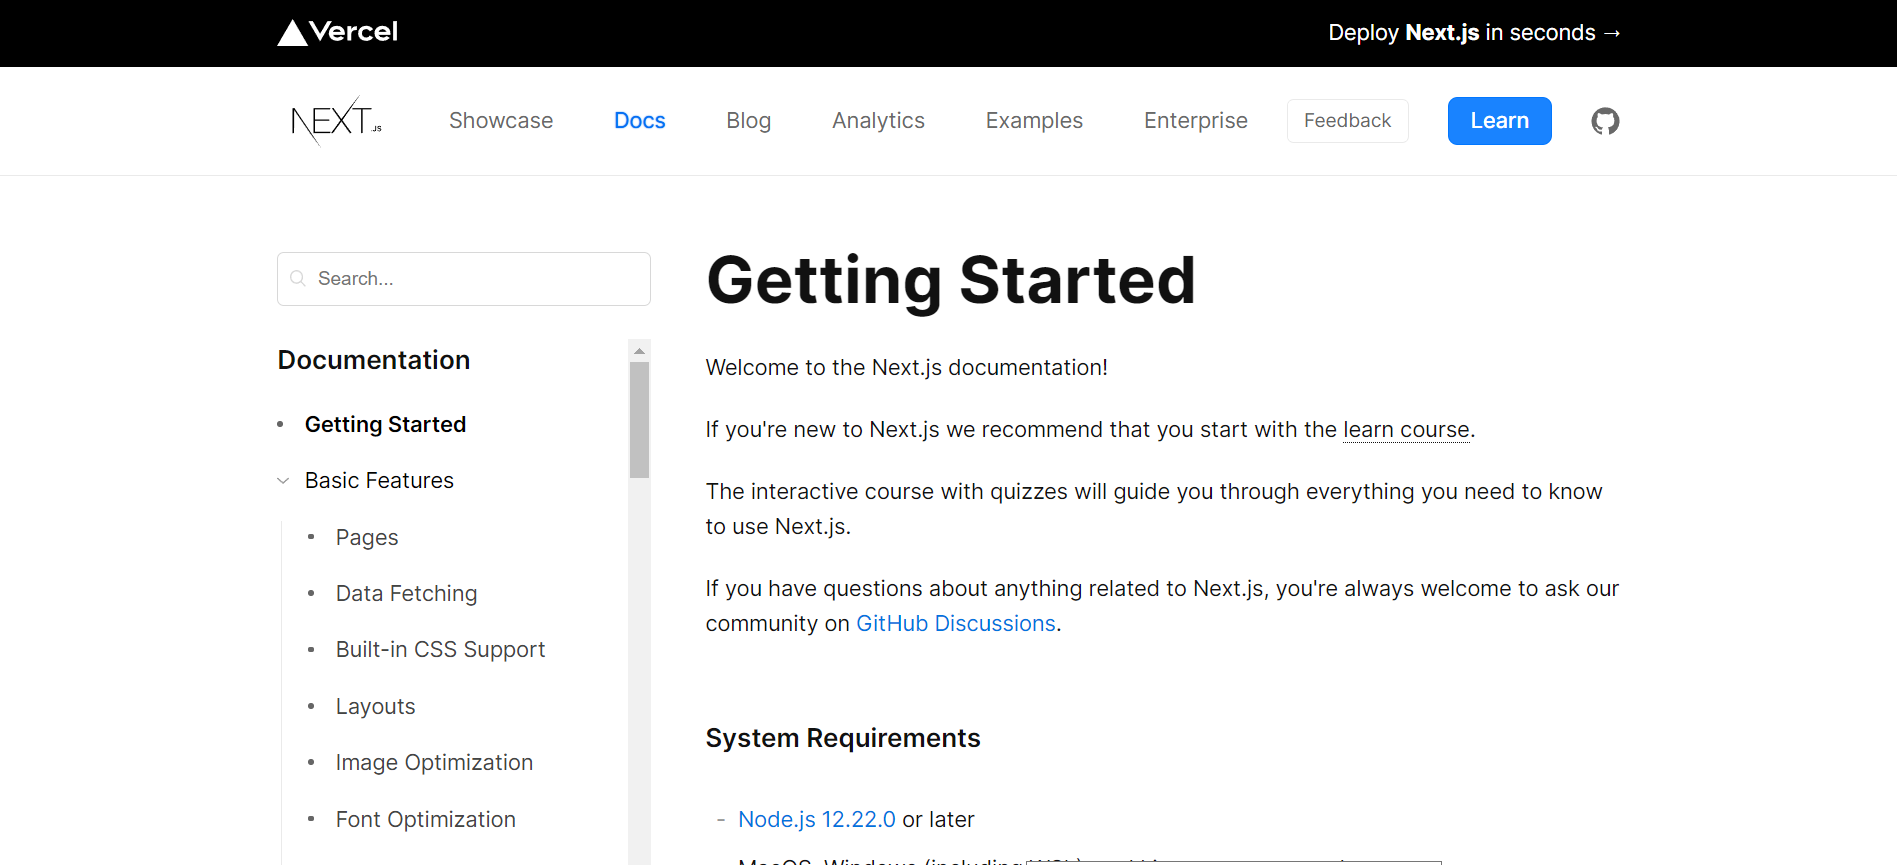 Vercel
Deploy Next.js in seconds →
NEXT.JS
Showcase
Docs
Blog
Analytics
Examples
Enterprise
Feedback
Learn
Search...
Documentation
Getting Started
Basic Features
Pages
Data Fetching
Built-in CSS Support
Layouts
Image Optimization
Font Optimization
Getting Started
Welcome to the Next.js documentation!
If you're new to Next.js we recommend that you start with the learn course.
The interactive course with quizzes will guide you through everything you need to know
to use Next.js.
If you have questions about anything related to Next.js, you're always welcome to ask our
community on GitHub Discussions.
System Requirements
- Node.js 12.22.0 or later
MacOS, Windows (including